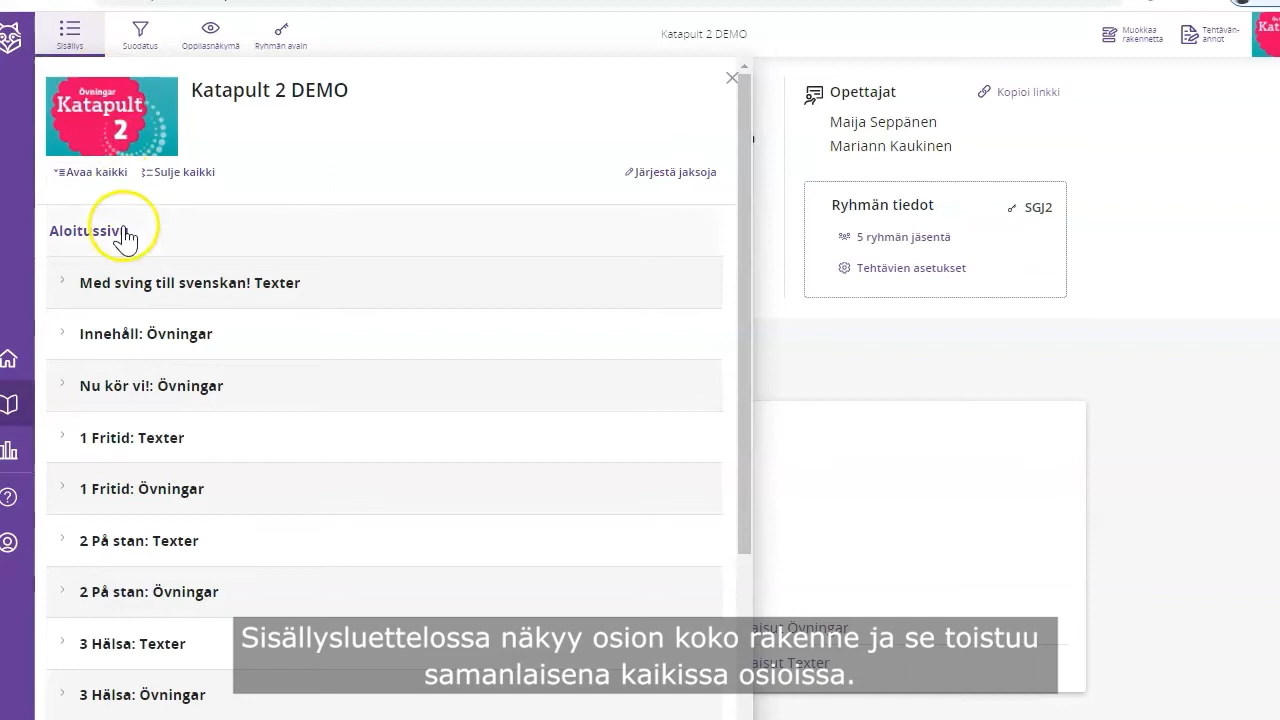 Sisällys
Suodatus
Oppilasnäkymä
Ryhmän avain
Katapult 2 DEMO
Muokkaa
rakennetta
Tehtävän-
annot
Övningar
Katapult
2
Katapult 2 DEMO
Avaa kaikki
Sulje kaikki
Järjestä jaksoja
Aloitussivu
Med sving till svenskan! Texter
Innehåll: Övningar
Nu kör vi!: Övningar
1 Fritid: Texter
1 Fritid: Övningar
2 På stan: Texter
2 På stan: Övningar
3 Hälsa: Texter
3 Hälsa: Övningar
Opettajat
Kopioi linkki
Maija Seppänen
Mariann Kaukinen
Ryhmän tiedot
SGJ2
5 ryhmän jäsentä
Tehtävien asetukset
Övningar
Texter
Sisällysluettelossa näkyy osion koko rakenne ja se toistuu
samanlaisena kaikissa osioissa.